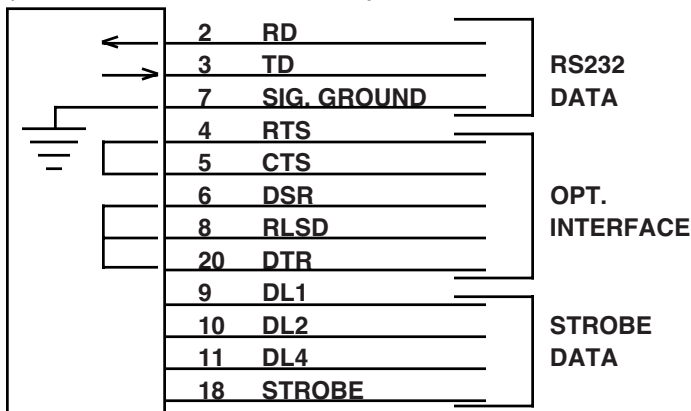 2 RD
3 TD
7 SIG. GROUND
RS232
DATA
4 RTS
5 CTS
6 DSR
8 RLSD
20 DTR
OPT.
INTERFACE
9 DL1
10 DL2
11 DL4
18 STROBE
STROBE
DATA